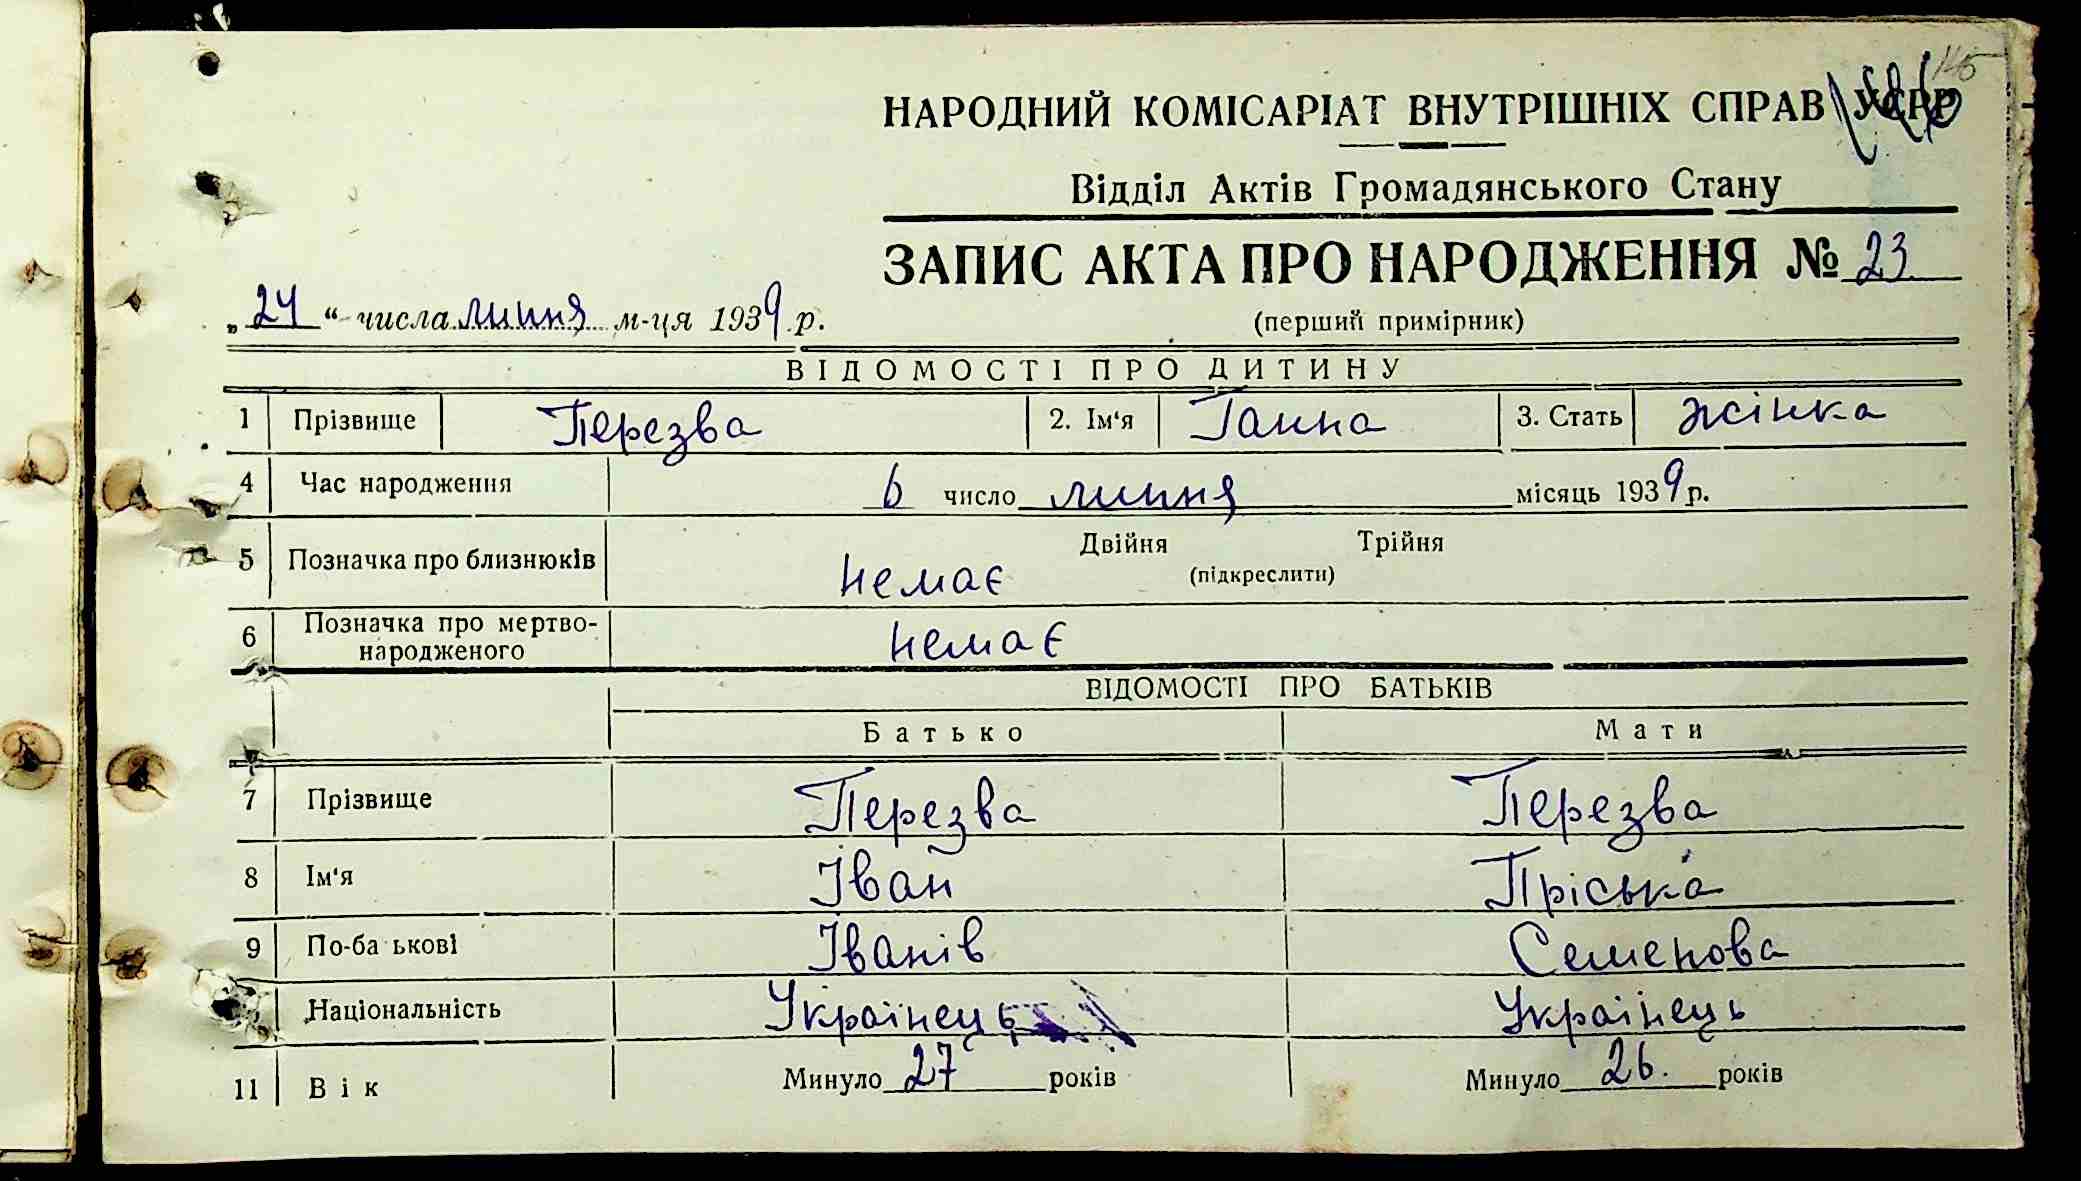 145
НАРОДНИЙ КОМІСАРІАТ ВНУТРІШНІХ СПРАВ УСРР
Відділ Актів Громадянського Стану
ЗАПИС АКТА ПРО НАРОДЖЕННЯ № 23
„24“ числа липня м-ця 1939 р.
(перший примірник)
ВІДОМОСТІ ПРО ДИТИНУ
1 Прізвище Перезва 2. Ім‘я Ганна 3. Стать жінка
4 Час народження 6 число липня місяць 1939 р.
5 Позначка про близнюків немає Двійня Трійня
(підкреслити)
6 Позначка про мертво-
народженого немає
ВІДОМОСТІ ПРО БАТЬКІВ
Батько Мати
7 Прізвище Перезва Перезва
8 Ім‘я Іван Пріська
9 По-ба ькові Іванів Семенова
Національність Українець Українець
11 Вік Минуло 27 років Минуло 26. років